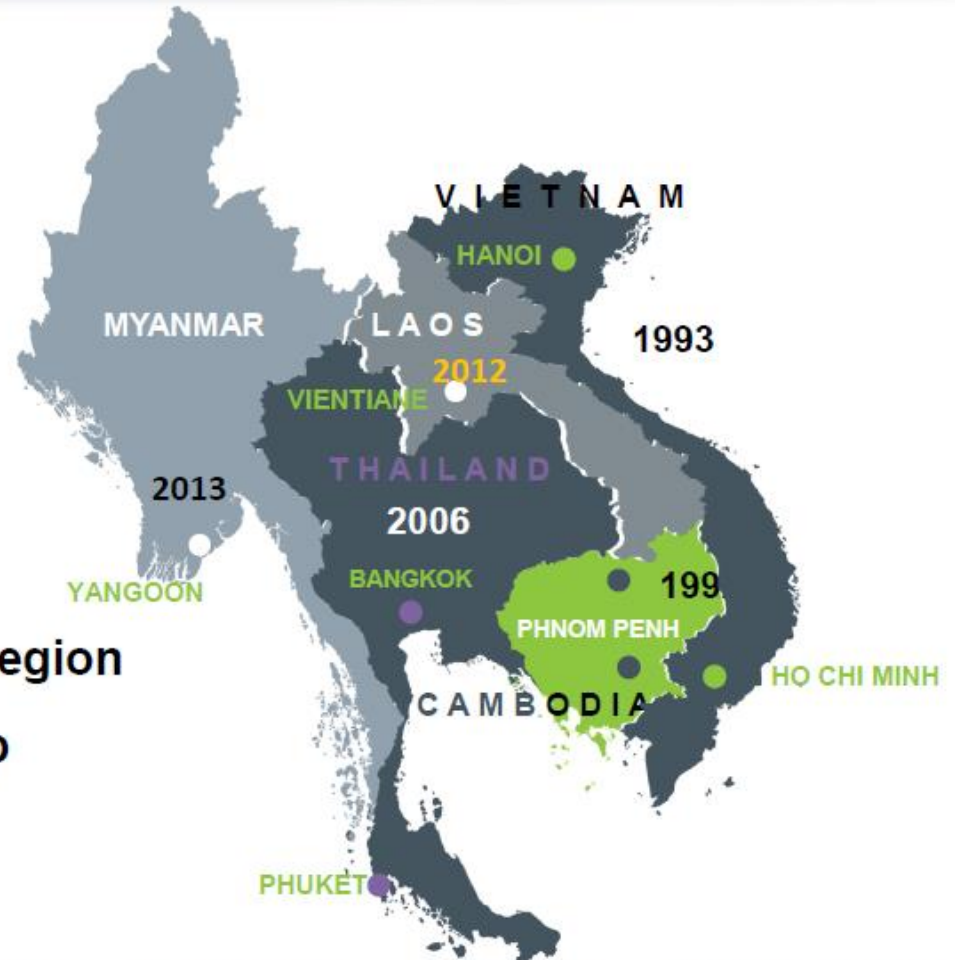 VIETNAM
HANOI
MYANMAR
LAOS
1993
2012
VIENTIANE
THAILAND
2013
2006
YANGOON
BANGKOK
199
PHNOM PENH
egion
HO CHI MINH
CAMBODIA
o
PHUKET